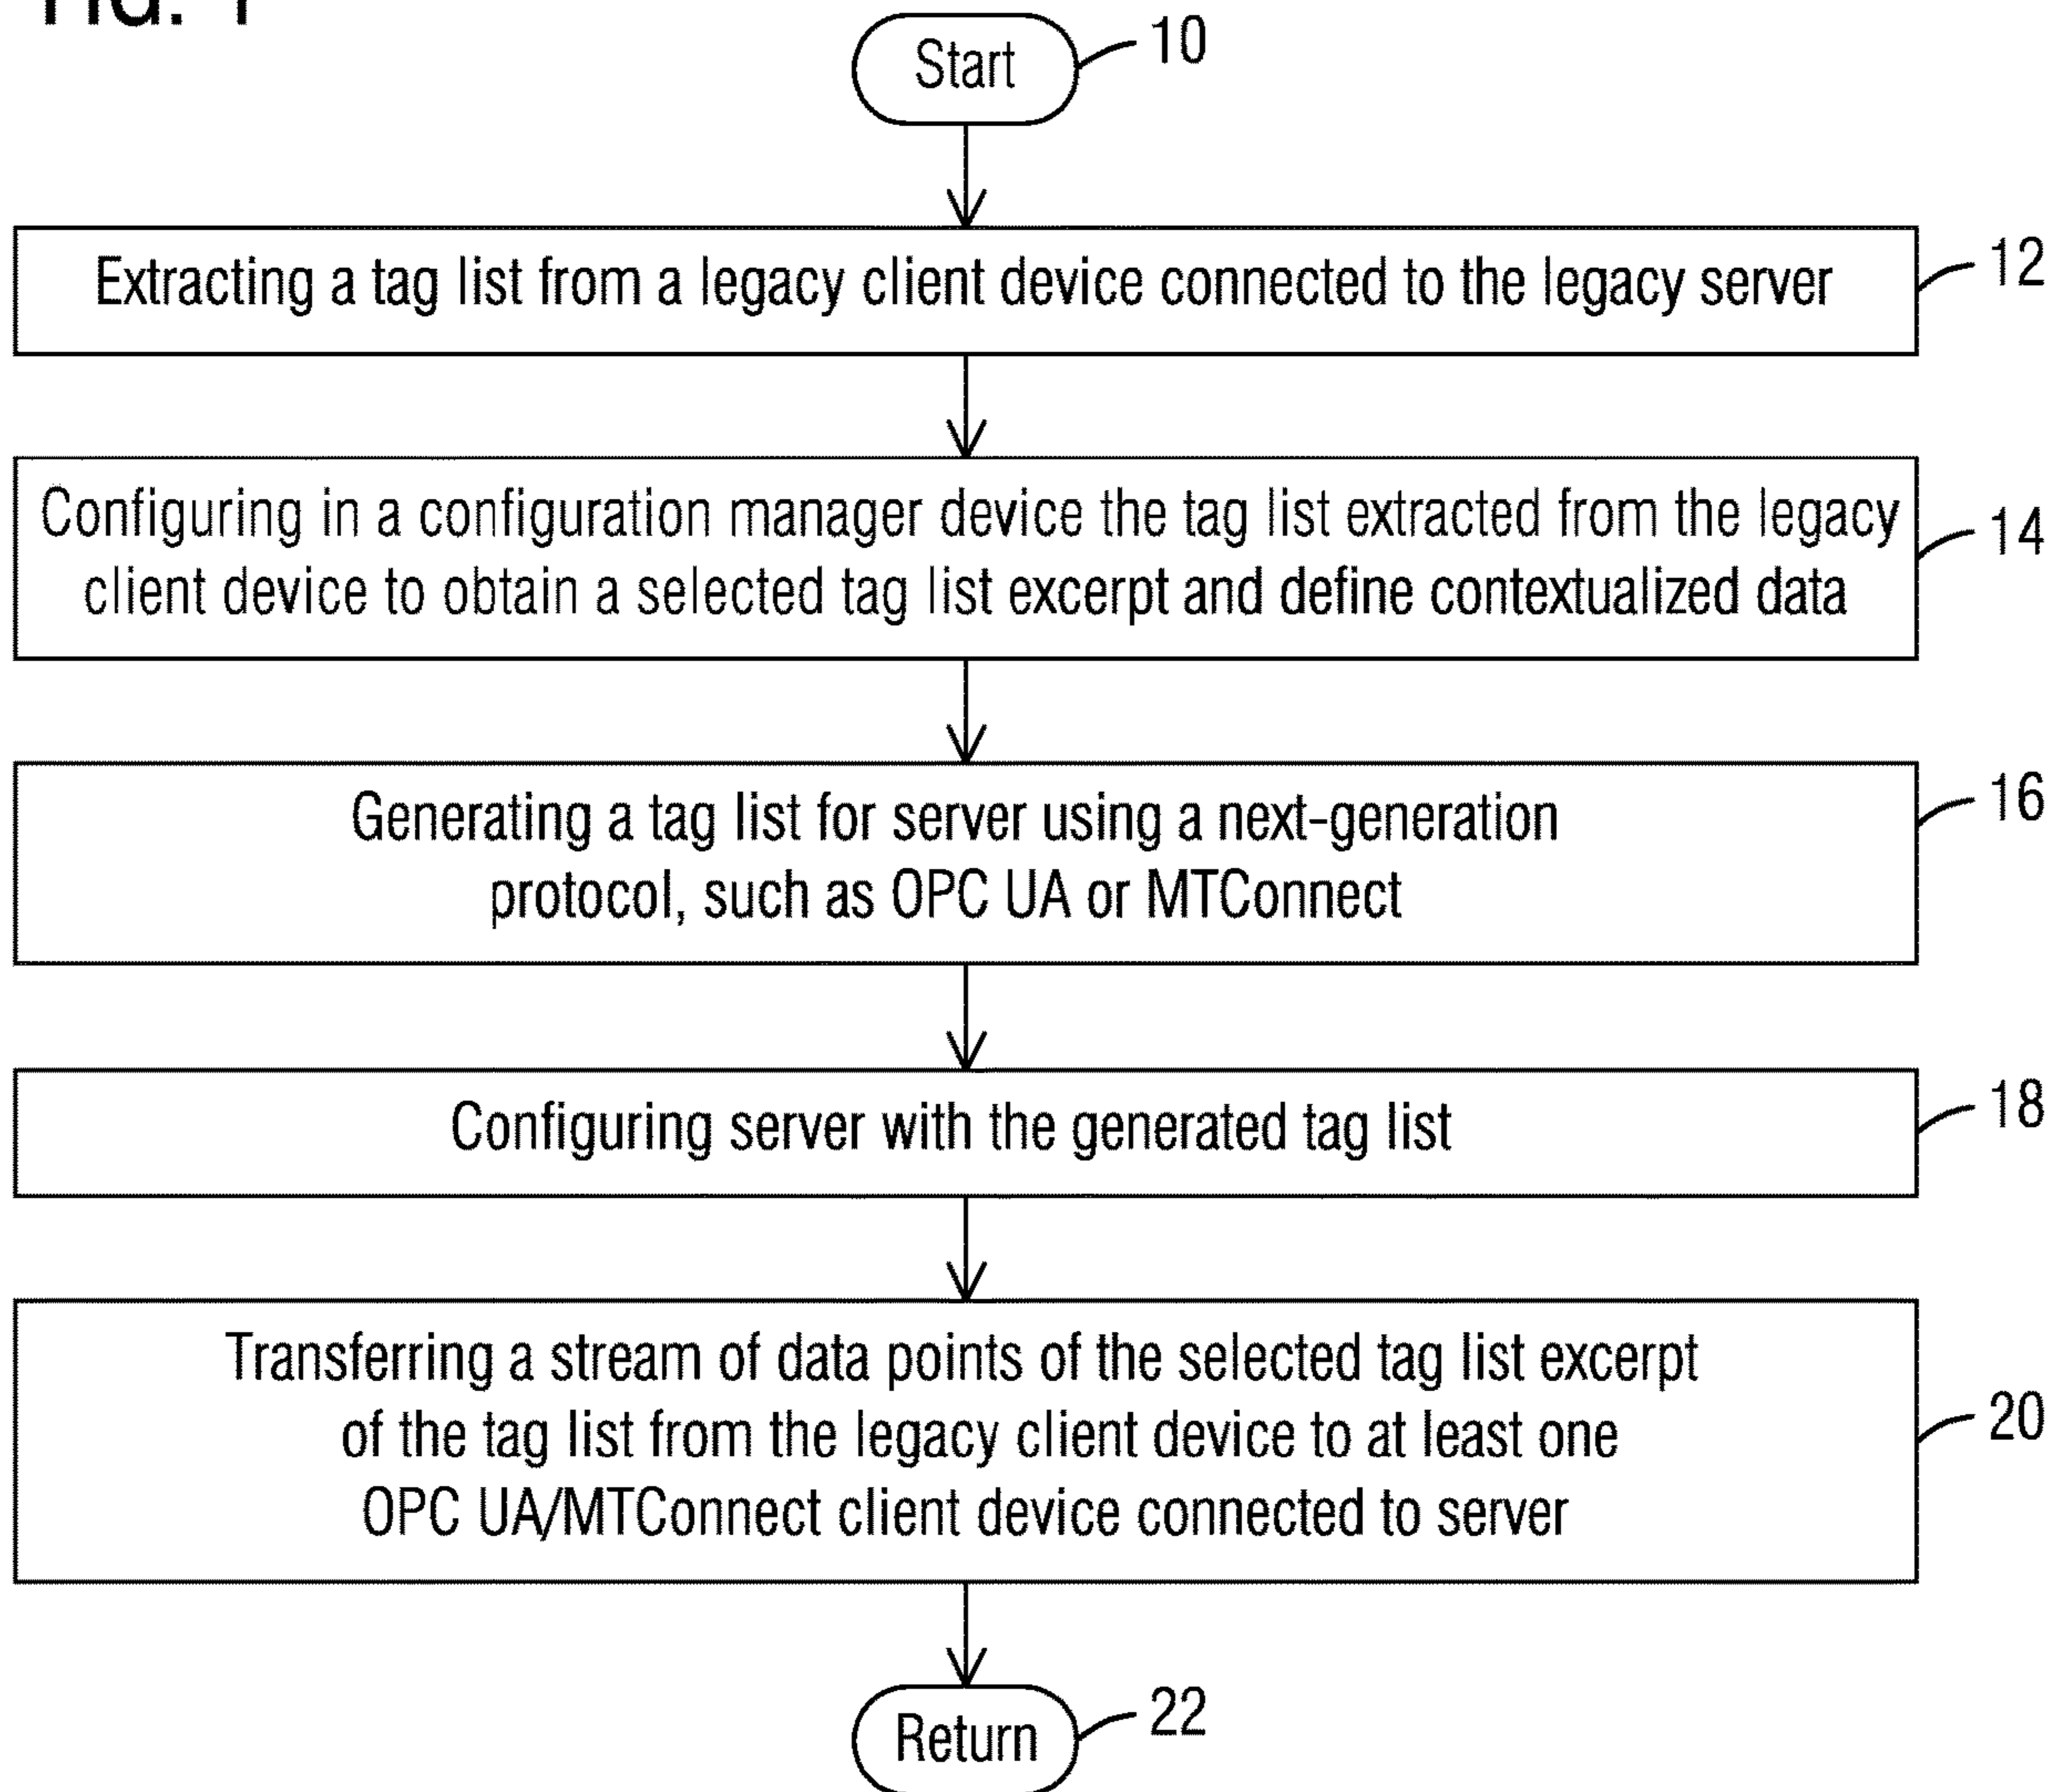 FIG. 1
Start
10
Extracting a tag list from a legacy client device connected to the legacy server
12
Configuring in a configuration manager device the tag list extracted from the legacy
client device to obtain a selected tag list excerpt and define contextualized data
14
Generating a tag list for server using a next-generation
protocol, such as OPC UA or MTConnect
16
Configuring server with the generated tag list
18
Transferring a stream of data points of the selected tag list excerpt
of the tag list from the legacy client device to at least one
OPC UA/MTConnect client device connected to server
20
Return
22